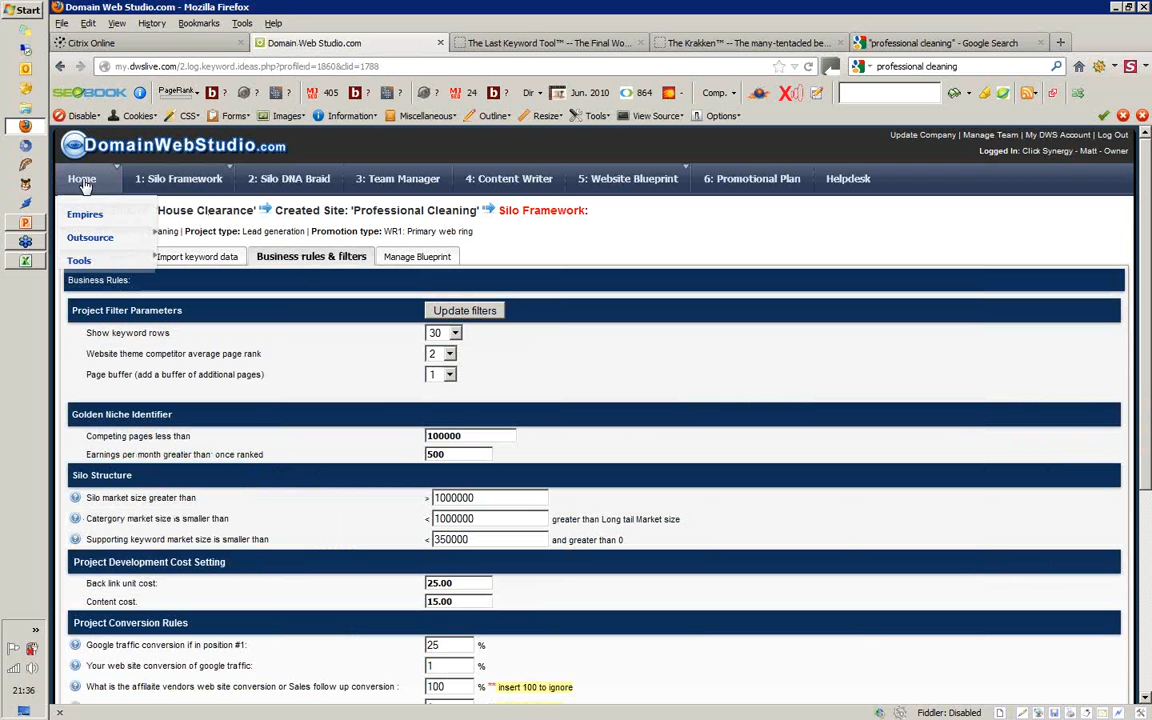 Start
Domain Web Studio.com - Mozilla Firefox
File Edit View History Bookmarks Tools Help
Citrix Online
Domain Web Studio.com
The Last Keyword Tool™ -- The Final Wo...
The Krakken™ -- The many-tentacled be...
"professional cleaning" - Google Search
my.dwslive.com/2.log.keyword.ideas.php?profileid=1860&clid=1788
professional cleaning
SEOBOOK PageRank ? ? MJ 405 ? ? MJ 24 ? Dir Jun. 2010 864 Comp.
Disable Cookies CSS Forms Images Information Miscellaneous Outline Resize Tools View Source Options
DomainWebStudio.com
Update Company | Manage Team | My DWS Account | Log Out
Logged In: Click Synergy - Matt - Owner
Home 1: Silo Framework 2: Silo DNA Braid 3: Team Manager 4: Content Writer 5: Website Blueprint 6: Promotional Plan Helpdesk
Empires
Outsource
Tools
House Clearance' Created Site: 'Professional Cleaning' Silo Framework:
aning | Project type: Lead generation | Promotion type: WR1: Primary web ring
Import keyword data Business rules & filters Manage Blueprint
Business Rules:
Project Filter Parameters Update filters
Show keyword rows 30
Website theme competitor average page rank 2
Page buffer (add a buffer of additional pages) 1
Golden Niche Identifier
Competing pages less than 100000
Earnings per month greater than once ranked 500
Silo Structure
Silo market size greater than > 1000000
Catergory market size is smaller than < 1000000 greater than Long tail Market size
Supporting keyword market size is smaller than < 350000 and greater than 0
Project Development Cost Setting
Back link unit cost: 25.00
Content cost. 15.00
Project Conversion Rules
Google traffic conversion if in position #1: 25 %
Your web site conversion of google traffic: 1 %
What is the affilaite vendors web site conversion or Sales follow up conversion : 100 % "" insert 100 to ignore
21:36
Fiddler: Disabled